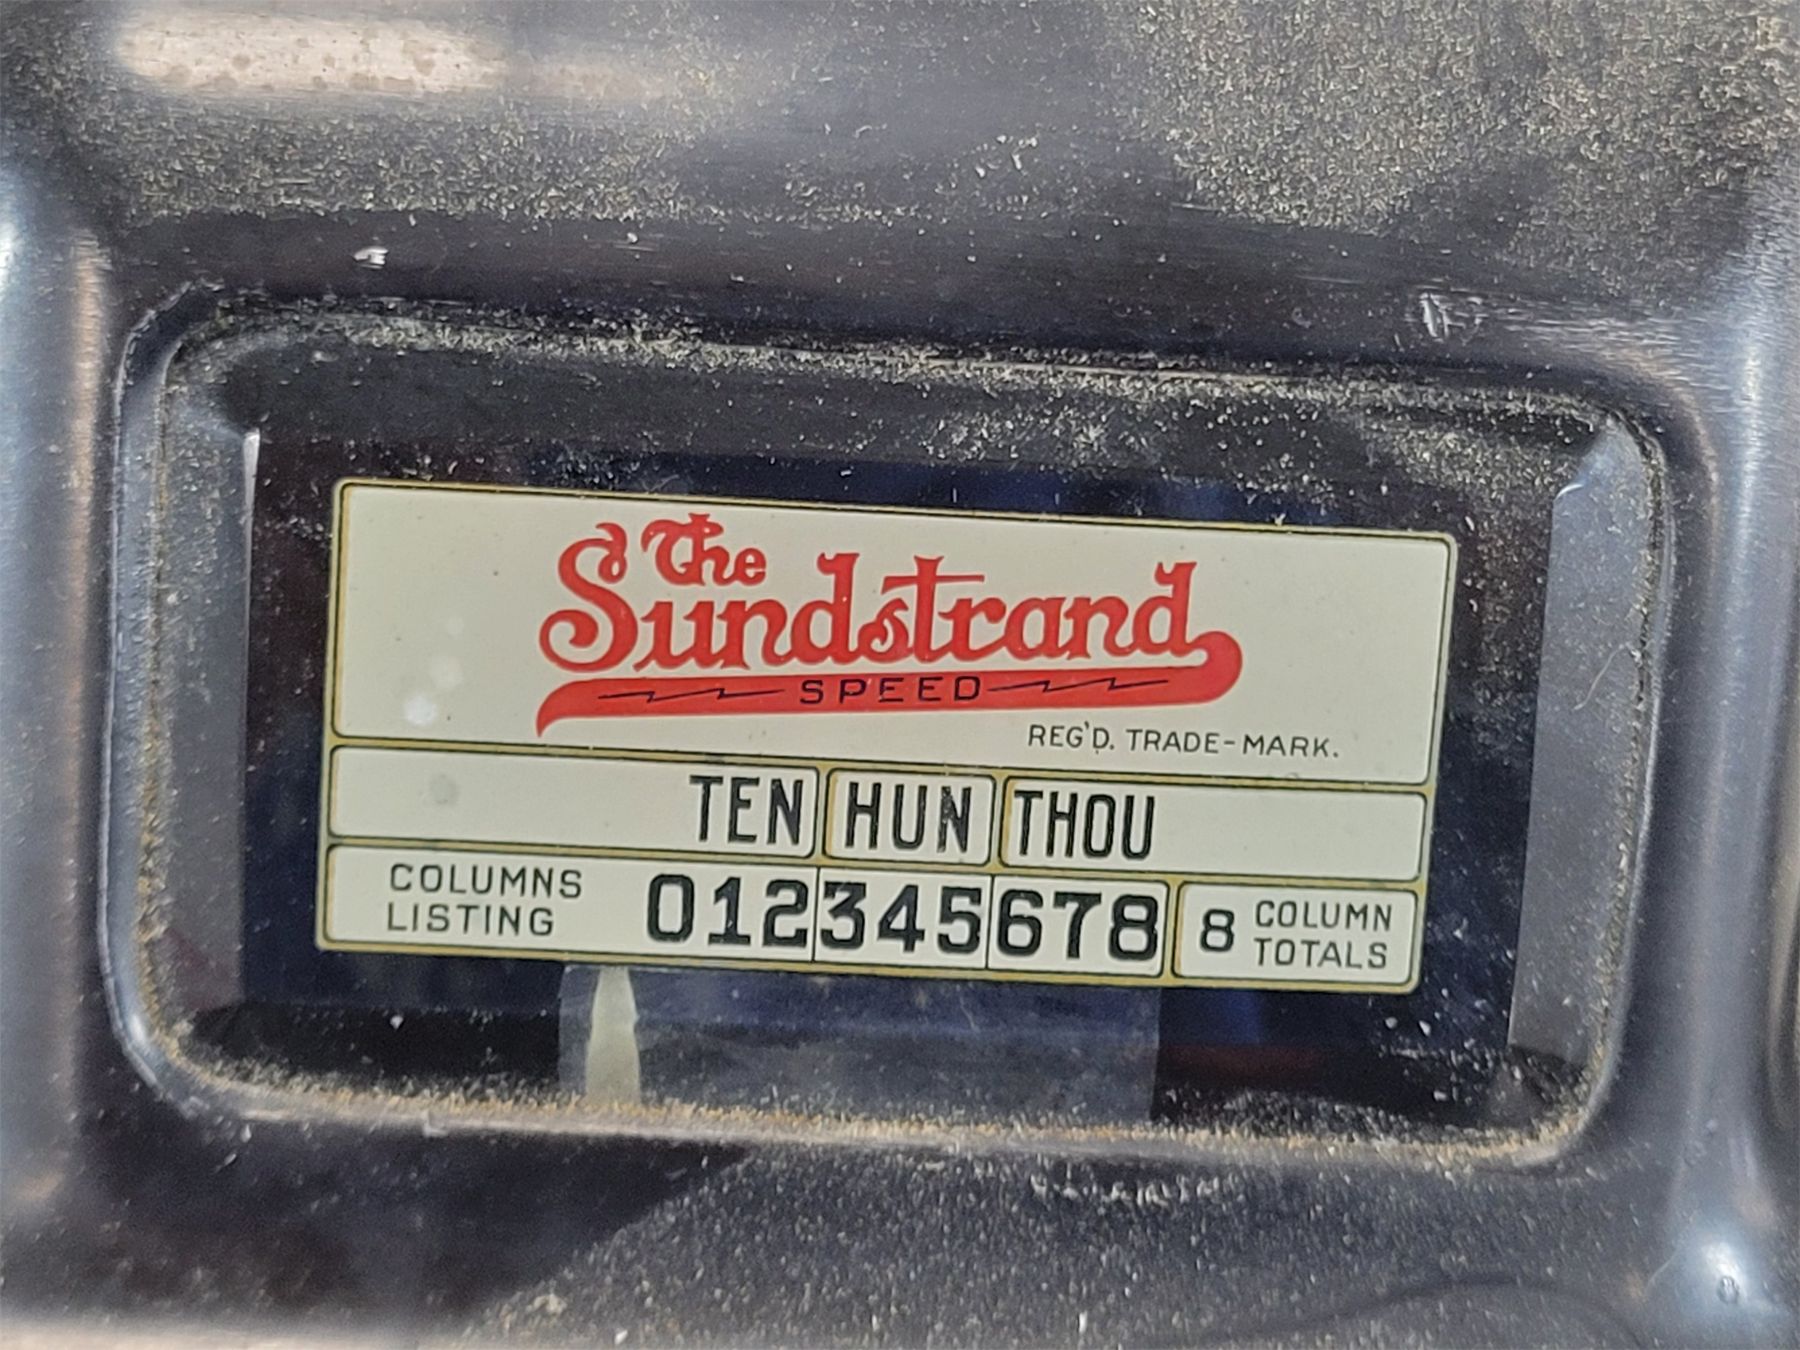 The
Sundstrand
SPEED
REG'D. TRADE-MARK.
TEN HUN THOU
COLUMNS
LISTING
012345678
8 COLUMN
TOTALS